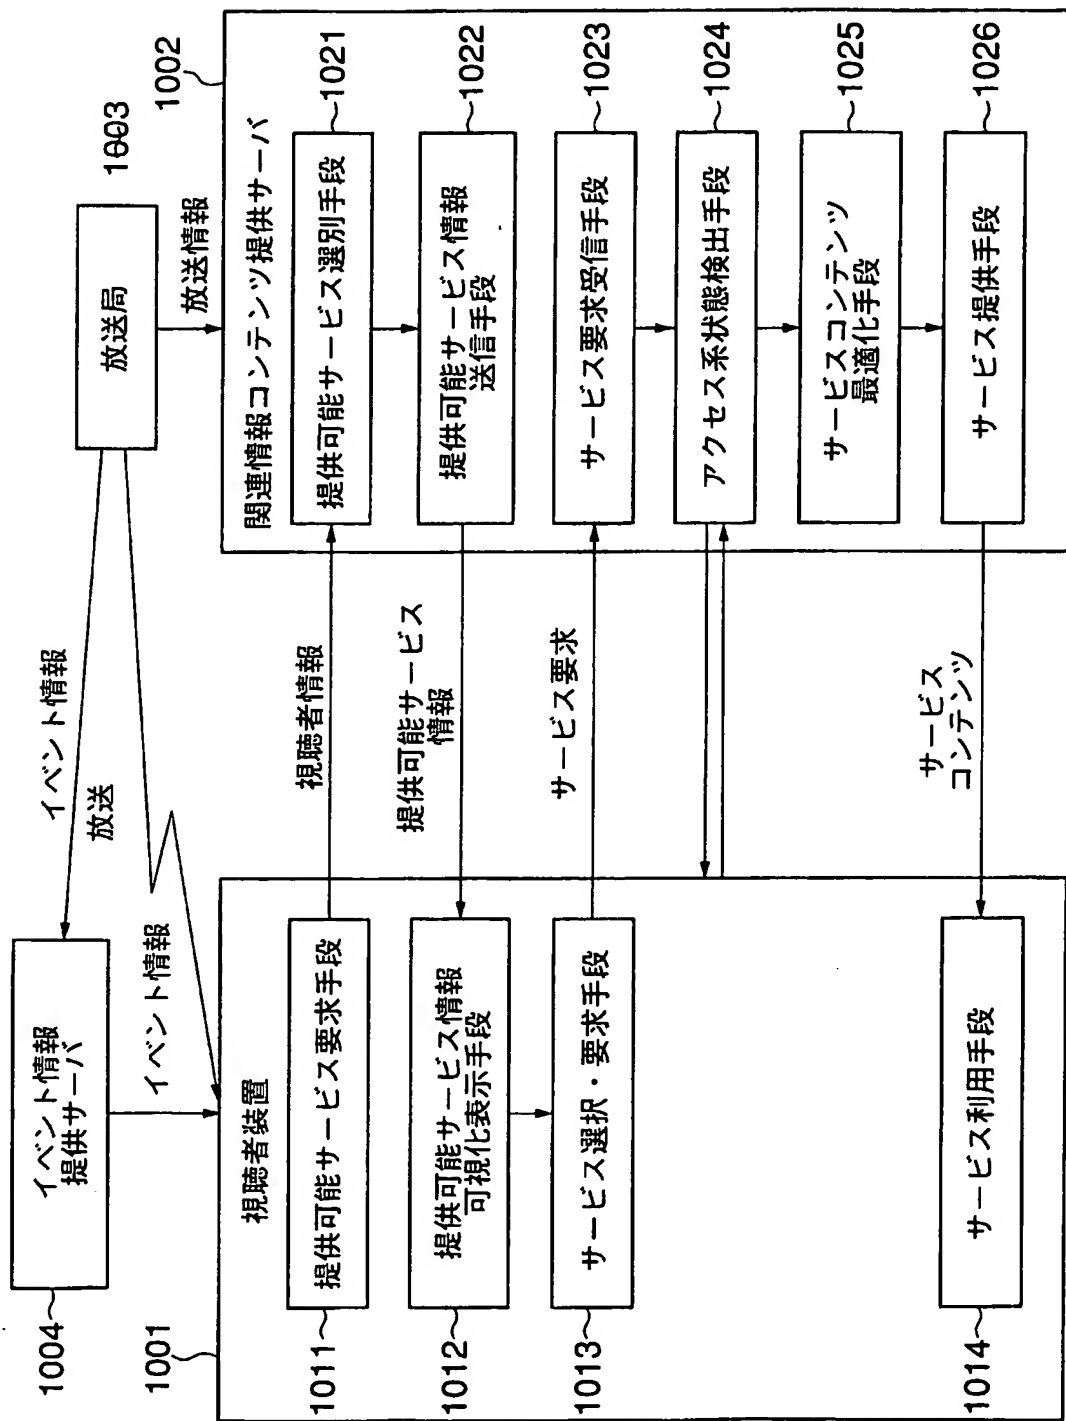 1004
イベント情報
提供サーバ
イベント情報
放送
イベント情報
放送局
1003
放送情報
1002
1001
視聴者装置
関連情報コンテンツ提供サーバ
1011
提供可能サービス要求手段
視聴者情報
提供可能サービス選別手段
1021
1012
提供可能サービス情報
可視化表示手段
提供可能サービス
情報
提供可能サービス情報
送信手段
1022
1013
サービス選択・要求手段
サービス要求
サービス要求受信手段
1023
アクセス系状態検出手段
1024
サービスコンテンツ
最適化手段
1025
1014
サービス利用手段
サービス
コンテンツ
サービス提供手段
1026